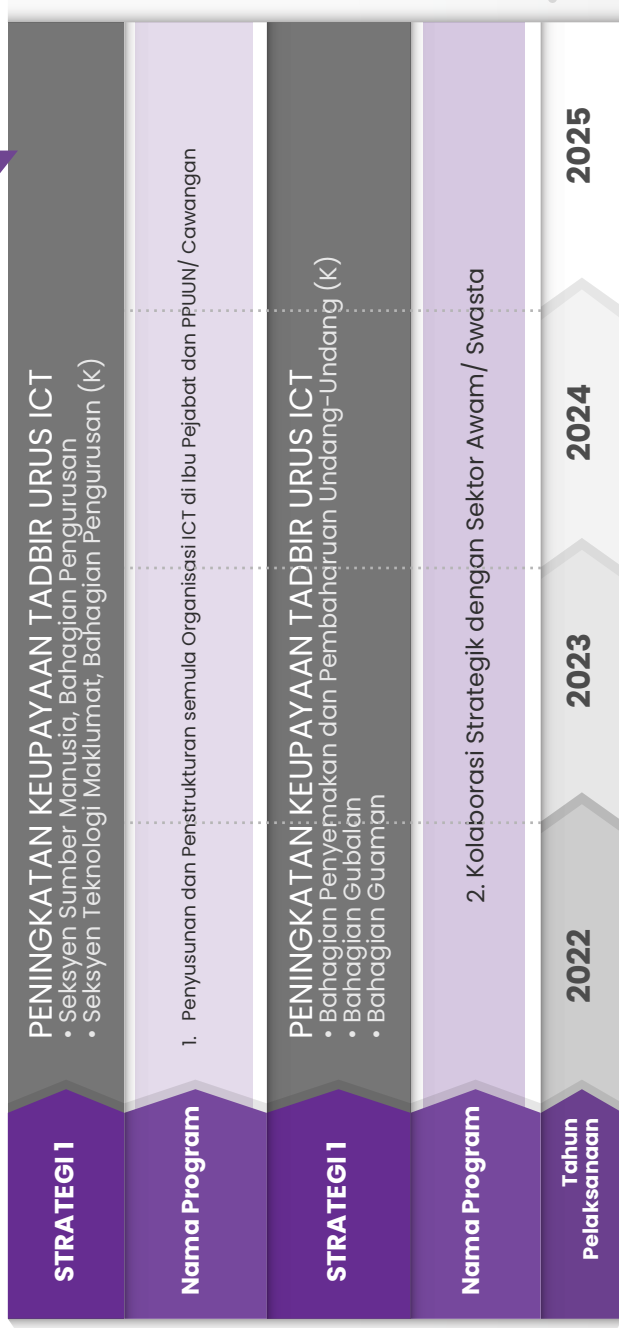 STRATEGI 1
PENINGKATAN KEUPAYAAN TADBIR URUS ICT
• Seksyen Sumber Manusia, Bahagian Pengurusan
• Seksyen Teknologi Maklumat, Bahagian Pengurusan (K)
Nama Program
1. Penyusunan dan Penstrukturan semula Organisasi ICT di Ibu Pejabat dan PPUUN/ Cawangan
STRATEGI 1
PENINGKATAN KEUPAYAAN TADBIR URUS ICT
• Bahagian Penyemakan dan Pembaharuan Undang-Undang (K)
• Bahagian Gubalan
• Bahagian Guaman
Nama Program
2. Kolaborasi Strategik dengan Sektor Awam/ Swasta
Tahun
Pelaksanaan
2022
2023
2024
2025